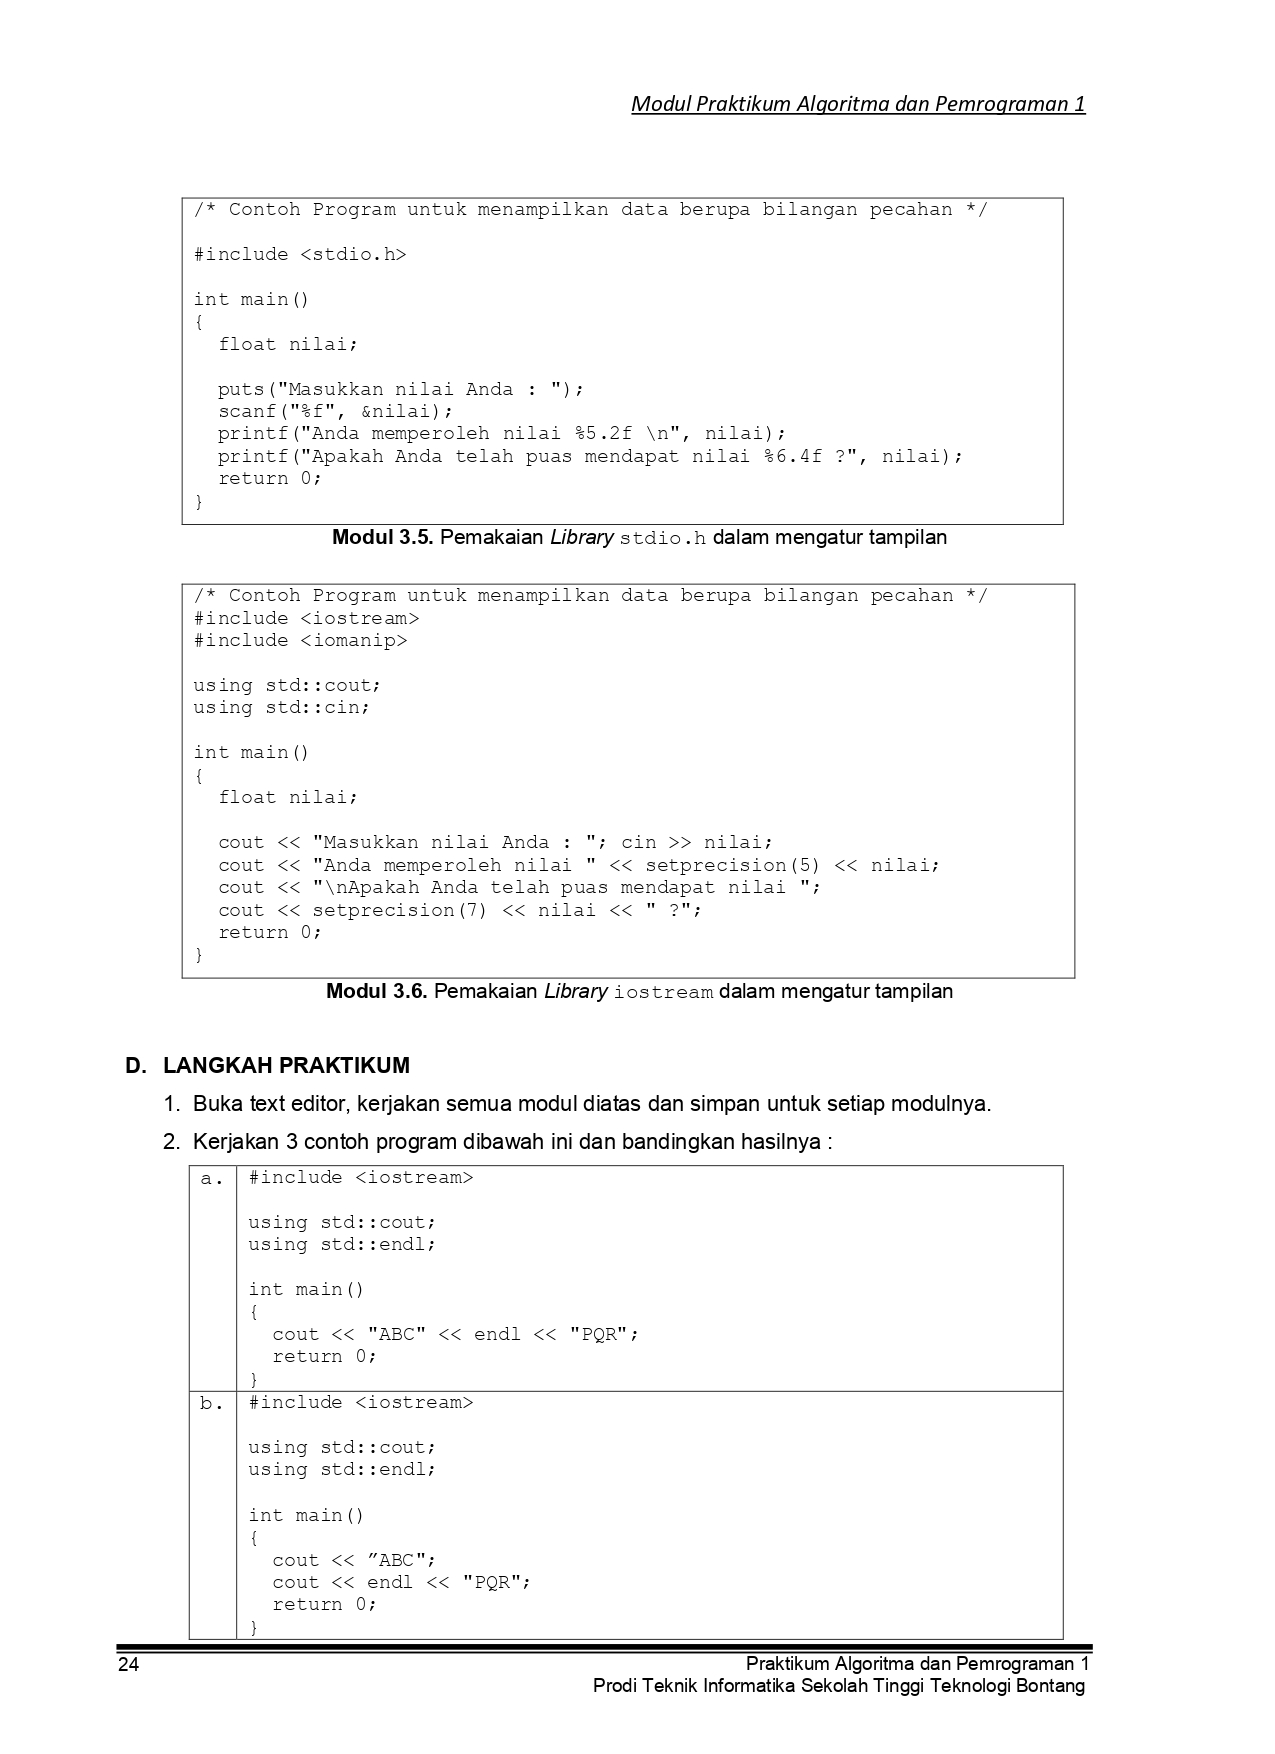 Modul Praktikum Algoritma dan Pemrograman 1
/* Contoh Program untuk menampilkan data berupa bilangan pecahan */
#include <stdio.h>
int main()
{
float nilai;
puts("Masukkan nilai Anda : ");
scanf("%f", &nilai);
printf("Anda memperoleh nilai %5.2f \n", nilai);
printf("Apakah Anda telah puas mendapat nilai %6.4f ?", nilai);
return 0;
}
Modul 3.5. Pemakaian Library stdio.h dalam mengatur tampilan
/* Contoh Program untuk menampilkan data berupa bilangan pecahan */
#include <iostream>
#include <iomanip>
using std::cout;
using std::cin;
int main()
{
float nilai;
cout << "Masukkan nilai Anda : "; cin >> nilai;
cout << "Anda memperoleh nilai " << setprecision(5) << nilai;
cout << "\nApakah Anda telah puas mendapat nilai ";
cout << setprecision(7) << nilai << " ?";
return 0;
}
Modul 3.6. Pemakaian Library iostream dalam mengatur tampilan
D. LANGKAH PRAKTIKUM
1. Buka text editor, kerjakan semua modul diatas dan simpan untuk setiap modulnya.
2. Kerjakan 3 contoh program dibawah ini dan bandingkan hasilnya :
a. #include <iostream>
using std::cout;
using std::endl;
int main()
{
cout << "ABC" << endl << "PQR";
return 0;
}
b. #include <iostream>
using std::cout;
using std::endl;
int main()
{
cout << ”ABC";
cout << endl << "PQR";
return 0;
}
24 Praktikum Algoritma dan Pemrograman 1
Prodi Teknik Informatika Sekolah Tinggi Teknologi Bontang